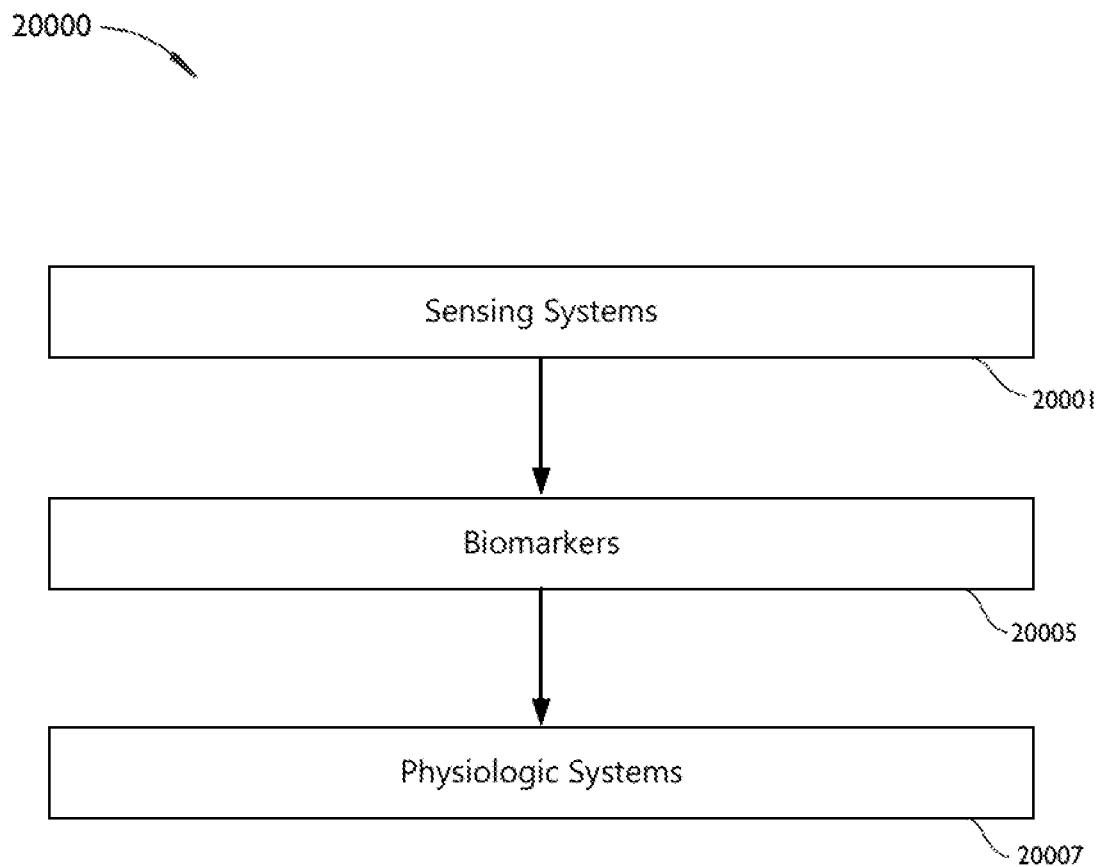 20000
Sensing Systems
20001
Biomarkers
20005
Physiologic Systems
20007